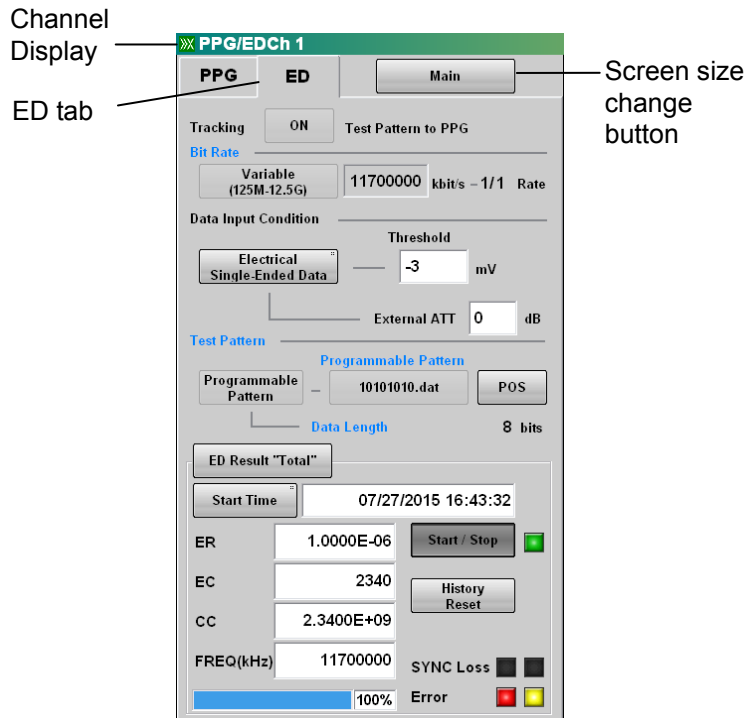 Channel
Display
PPG/EDCh 1
PPG
ED
Main
Screen size
change
button
ED tab
Tracking
ON
Test Pattern to PPG
Bit Rate
Variable
(125M-12.5G)
11700000
kbit/s
-1/1
Rate
Data Input Condition
Threshold
Electrical
Single-Ended Data
-3
mV
External ATT
0
dB
Test Pattern
Programmable Pattern
Programmable
Pattern
10101010.dat
POS
Data Length
8
bits
ED Result "Total"
Start Time
07/27/2015 16:43:32
ER
1.0000E-06
Start / Stop
EC
2340
History
Reset
CC
2.3400E+09
FREQ(kHz)
11700000
SYNC Loss
100%
Error